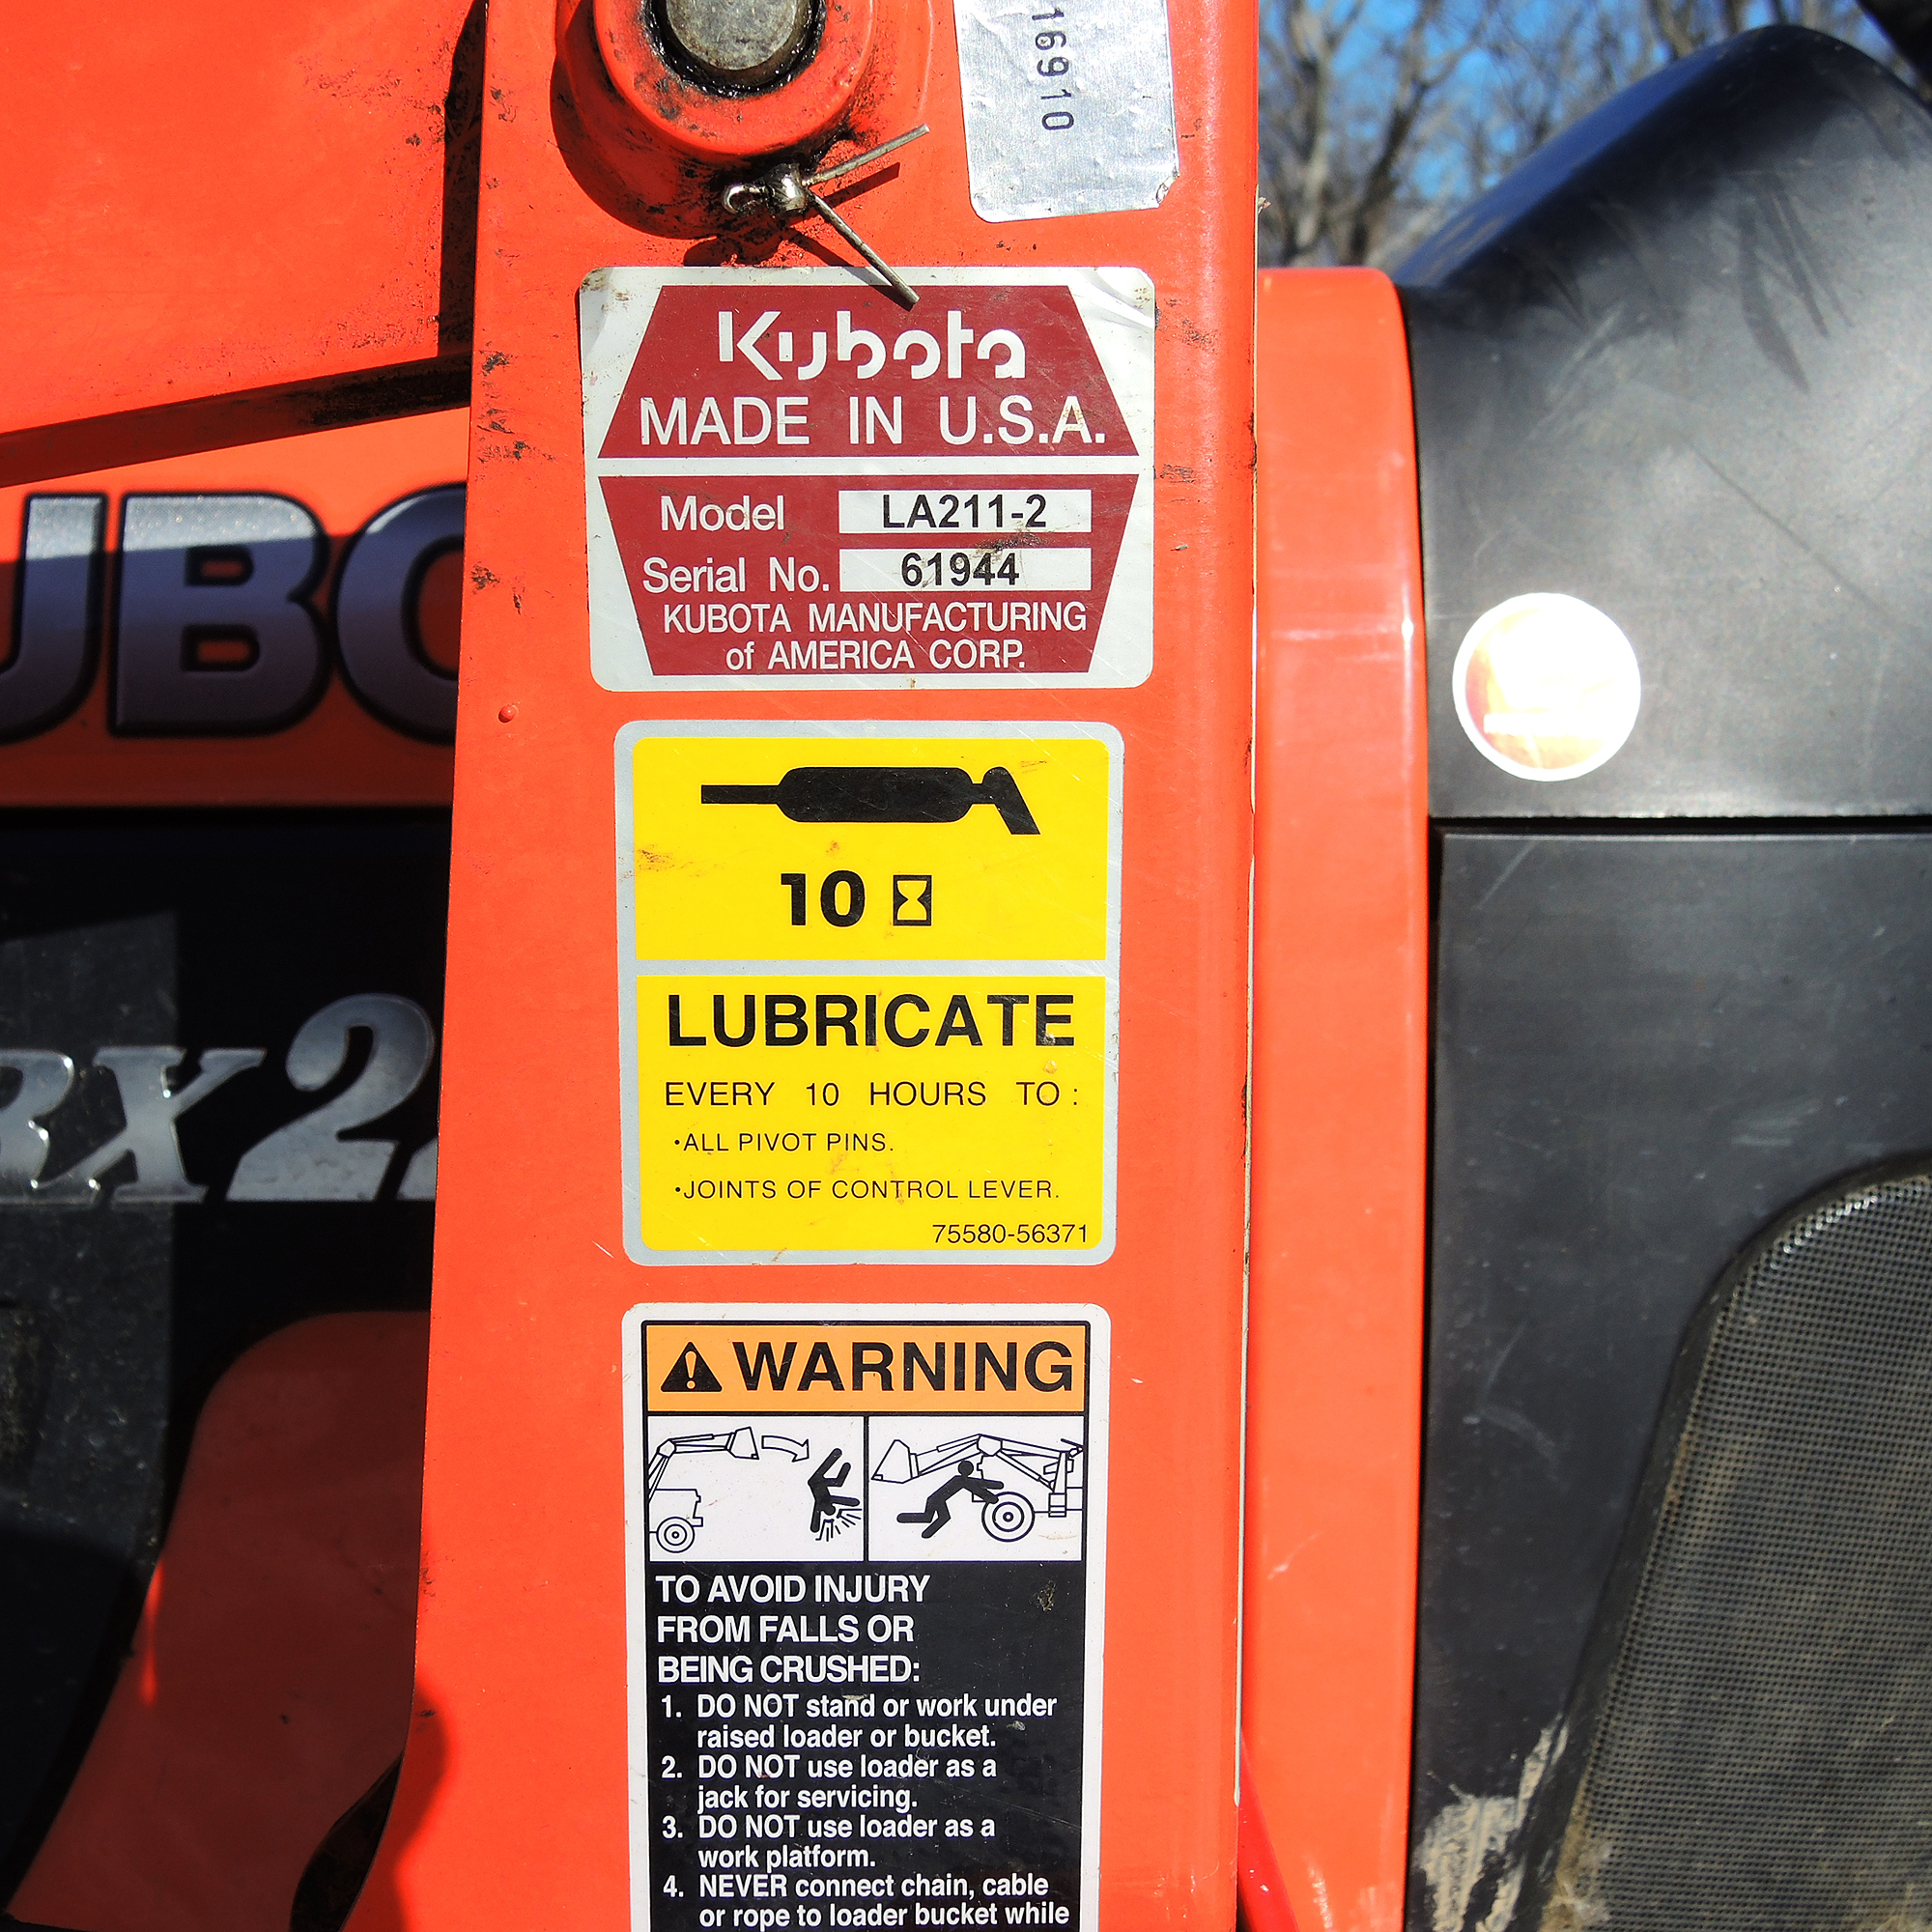 16910
Kubota
MADE IN U.S.A.
Model LA211-2
Serial No. 61944
KUBOTA MANUFACTURING
of AMERICA CORP.
UBO
10
LUBRICATE
EVERY 10 HOURS TO:
•ALL PIVOT PINS.
•JOINTS OF CONTROL LEVER.
75580-56371
BX2
WARNING
TO AVOID INJURY
FROM FALLS OR
BEING CRUSHED:
1. DO NOT stand or work under
raised loader or bucket.
2. DO NOT use loader as a
jack for servicing.
3. DO NOT use loader as a
work platform.
4. NEVER connect chain, cable
or rope to loader bucket while